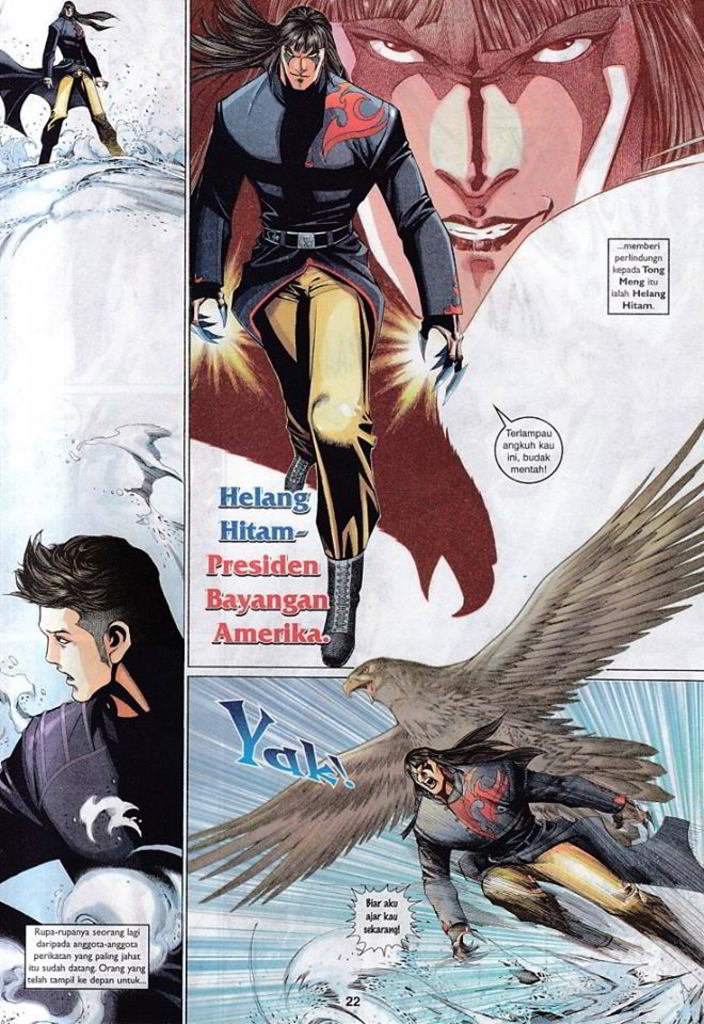 Rupa-rupanya seorang lagi
daripada anggota-anggota
perikatan yang paling jahat
itu sudah datang. Orang yang
telah tampil ke depan untuk...
...memberi
perlindungn
kepada Tong
Meng itu
ialah Helang
Hitam.
Terlampau
angkuh kau
ini, budak
mentah!
Helang
Hitam-
Presiden
Bayangan
Amerika.
Yak!
Biar aku
ajar kau
sekarang!
22